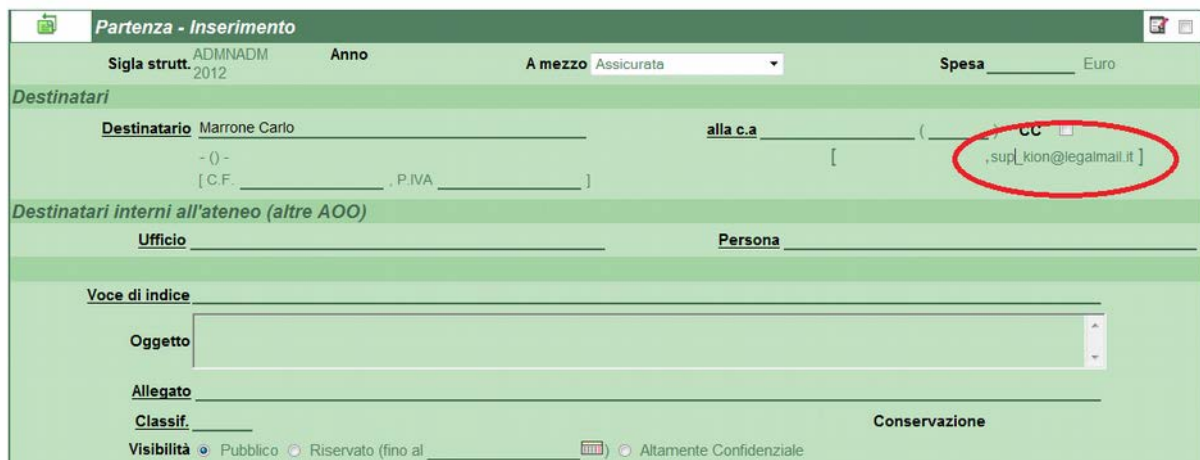 Partenza - Inserimento
Sigla strutt. ADMNADM Anno A mezzo Assicurata Spesa Euro
2012
Destinatari
Destinatario Marrone Carlo alla c.a ( ) CC
- () - [ ,sup_kion@legalmail.it ]
[ C.F. , P.IVA ]
Destinatari interni all'ateneo (altre AOO)
Ufficio Persona
Voce di indice
Oggetto
Allegato
Classif. Conservazione
Visibilità Pubblico Riservato (fino al ) Altamente Confidenziale